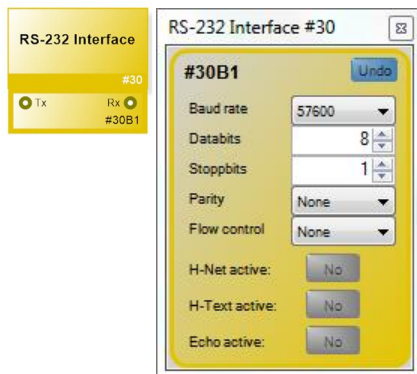 RS-232 Interface
#30
Tx Rx
#30B1
RS-232 Interface #30
#30B1 Undo
Baud rate 57600
Databits 8
Stoppbits 1
Parity None
Flow control None
H-Net active: No
H-Text active: No
Echo active: No